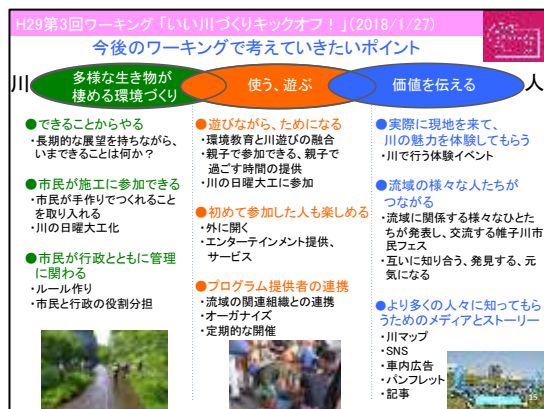 H29第3回ワーキング「いい川づくりキックオフ！」(2018/1/27)
今後のワーキングで考えていきたいポイント
川
多様な生き物が
棲める環境づくり
使う、遊ぶ
価値を伝える
人
●できることからやる
・長期的な展望を持ちながら、
いまできることは何か？
●市民が施工に参加できる
・市民が手作りでつくれること
を取り入れる
・川の日曜大工化
●市民が行政とともに管理
に関わる
・ルール作り
・市民と行政の役割分担
●遊びながら、ためになる
・環境教育と川遊びの融合
・親子で参加できる、親子で
過ごす時間の提供
・川の日曜大工に参加
●初めて参加した人も楽しめる
・外に開く
・エンターテインメント提供、
サービス
●プログラム提供者の連携
・流域の関連組織との連携
・オーガナイズ
・定期的な開催
●実際に現地を来て、
川の魅力を体験してもらう
・川で行う体験イベント
●流域の様々な人たちが
つながる
・流域に関係する様々なひとた
ちが発表し、交流する帷子川市
民フェス
・互いに知り合う、発見する、元
気になる
●より多くの人々に知ってもら
うためのメディアとストーリー
・川マップ
・SNS
・車内広告
・パンフレット
・記事
15